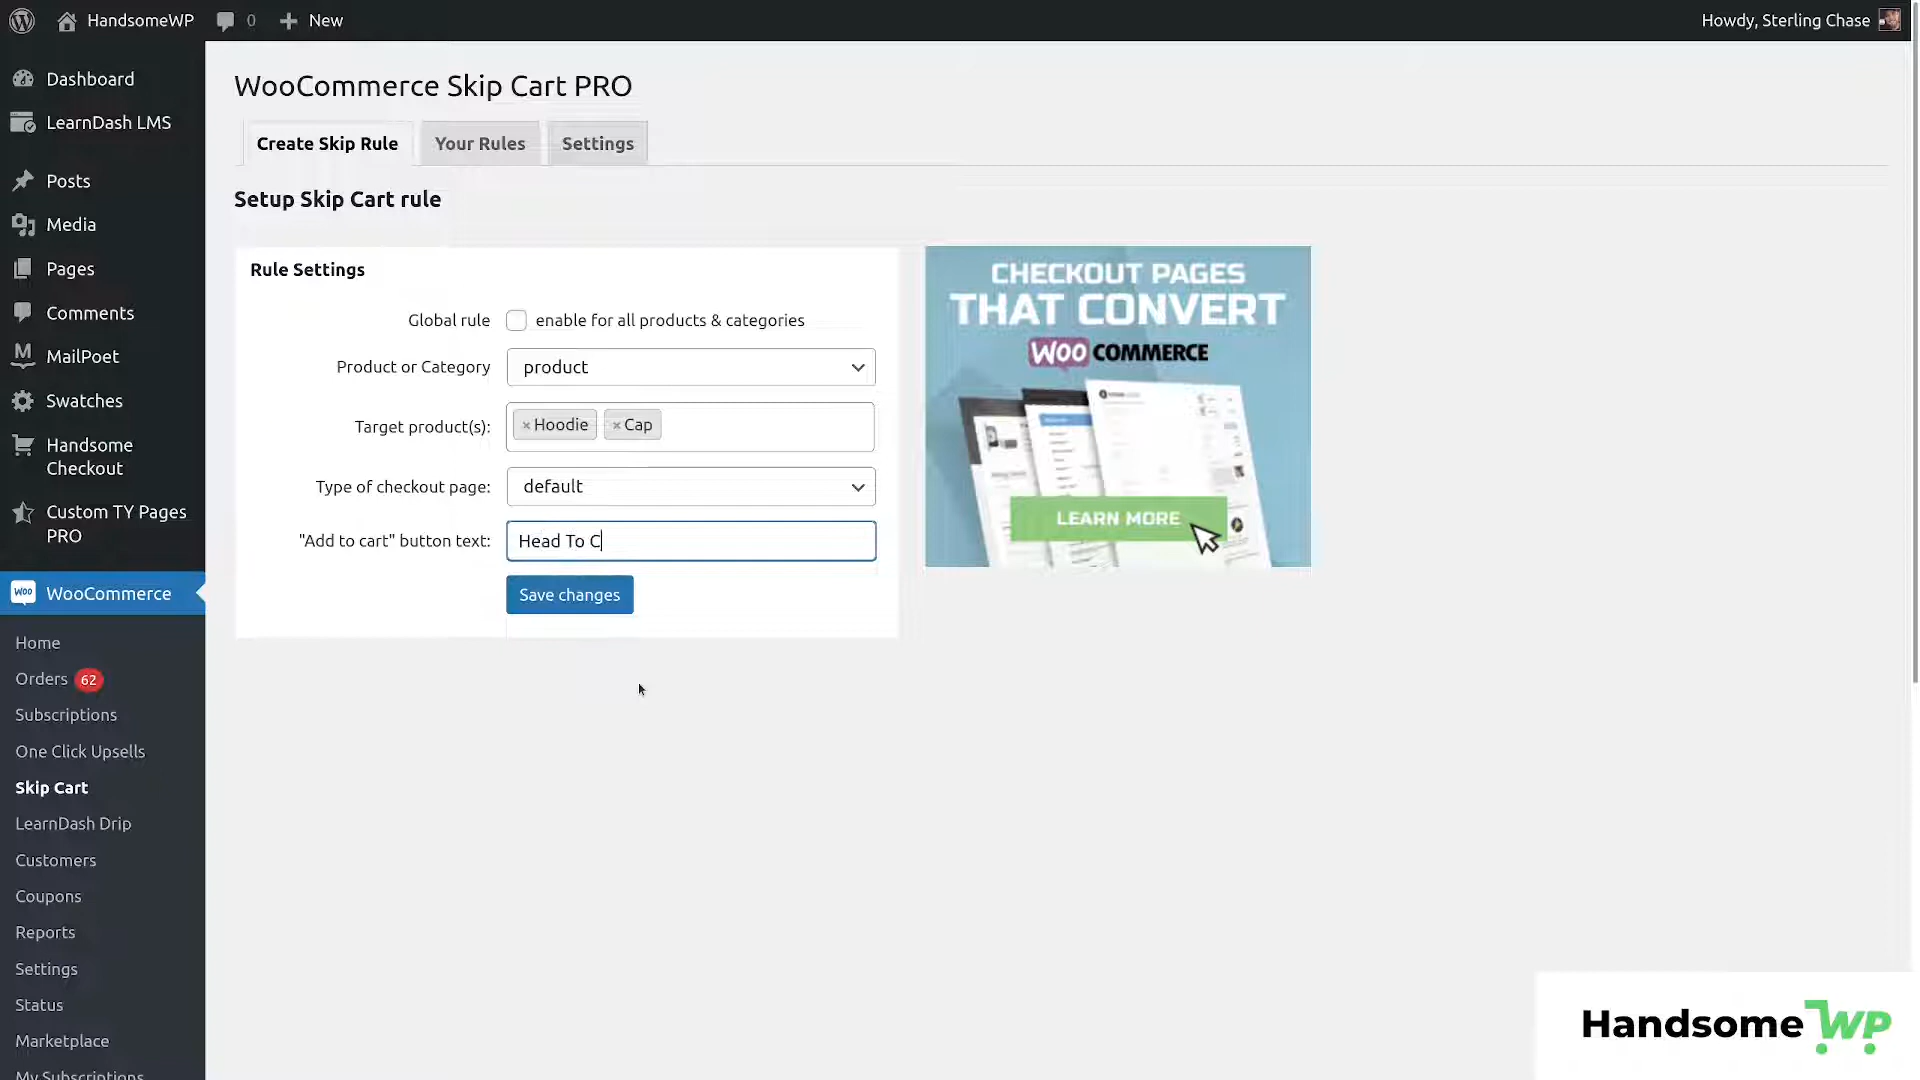 HandsomeWP
0
New
Howdy, Sterling Chase
Dashboard
LearnDash LMS
Posts
Media
Pages
Comments
MailPoet
Swatches
Handsome
Checkout
Custom TY Pages
PRO
WooCommerce
Home
Orders 62
Subscriptions
One Click Upsells
Skip Cart
LearnDash Drip
Customers
Coupons
Reports
Settings
Status
Marketplace
My Subscriptions
WooCommerce Skip Cart PRO
Create Skip Rule
Your Rules
Settings
Setup Skip Cart rule
Rule Settings
Global rule
enable for all products & categories
Product or Category
product
Target product(s):
× Hoodie
× Cap
Type of checkout page:
default
"Add to cart" button text:
Head To C
Save changes
CHECKOUT PAGES
THAT CONVERT
WOO COMMERCE
LEARN MORE
HandsomeWP